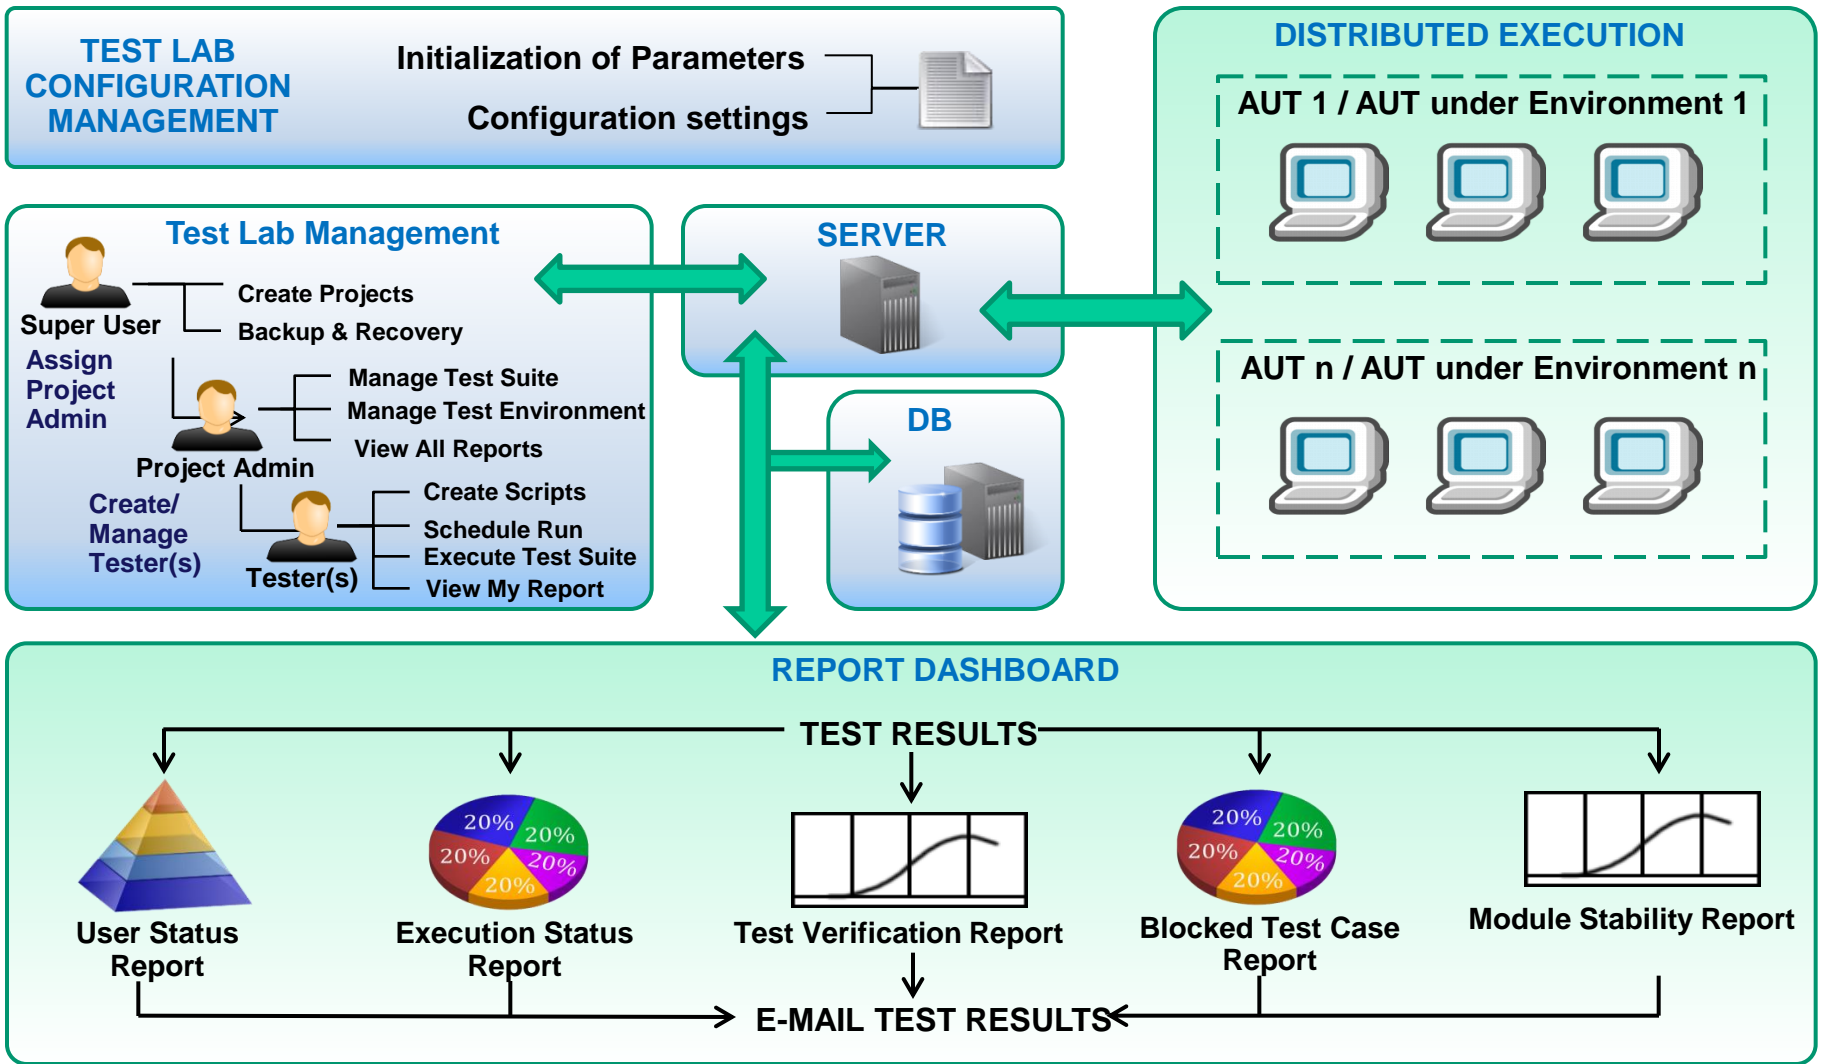 TEST LAB
CONFIGURATION
MANAGEMENT
Initialization of Parameters
Configuration settings
DISTRIBUTED EXECUTION
AUT 1 / AUT under Environment 1
AUT n / AUT under Environment n
Test Lab Management
Super User
Create Projects
Backup & Recovery
Assign
Project
Admin
Project Admin
Manage Test Suite
Manage Test Environment
View All Reports
Create/
Manage
Tester(s)
Tester(s)
Create Scripts
Schedule Run
Execute Test Suite
View My Report
SERVER
DB
REPORT DASHBOARD
TEST RESULTS
20%
20%
20%
20%
20%
20%
20%
20%
20%
20%
User Status
Report
Execution Status
Report
Test Verification Report
Blocked Test Case
Report
Module Stability Report
E-MAIL TEST RESULTS